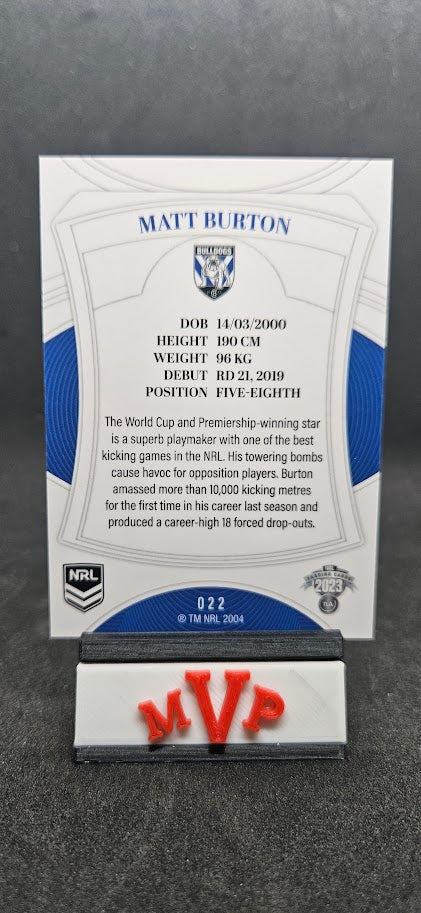 MATT BURTON
BULLDOGS
DOB 14/03/2000
HEIGHT 190 CM
WEIGHT 96 KG
DEBUT RD 21, 2019
POSITION FIVE-EIGHTH
The World Cup and Premiership-winning star
is a superb playmaker with one of the best
kicking games in the NRL. His towering bombs
cause havoc for opposition players. Burton
amassed more than 10,000 kicking metres
for the first time in his career last season and
produced a career-high 18 forced drop-outs.
NRL
NRL
TRADING CARDS
2023
TLA
022
® TM NRL 2004
MVP